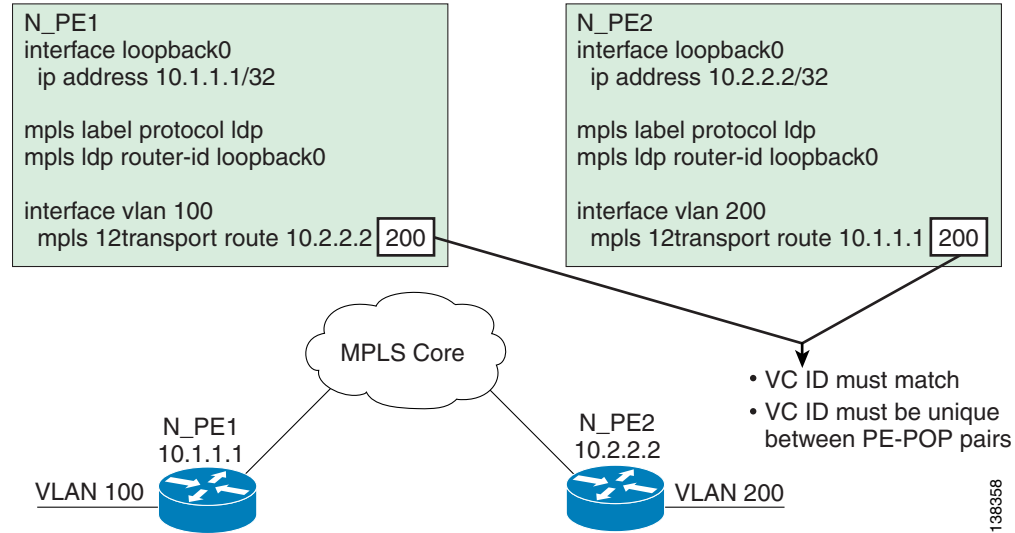 N_PE1
interface loopback0
ip address 10.1.1.1/32
mpls label protocol ldp
mpls ldp router-id loopback0
interface vlan 100
mpls 12transport route 10.2.2.2 200
N_PE2
interface loopback0
ip address 10.2.2.2/32
mpls label protocol ldp
mpls ldp router-id loopback0
interface vlan 200
mpls 12transport route 10.1.1.1 200
MPLS Core
• VC ID must match
• VC ID must be unique
between PE-POP pairs
N_PE1
10.1.1.1
VLAN 100
N_PE2
10.2.2.2
VLAN 200
138358